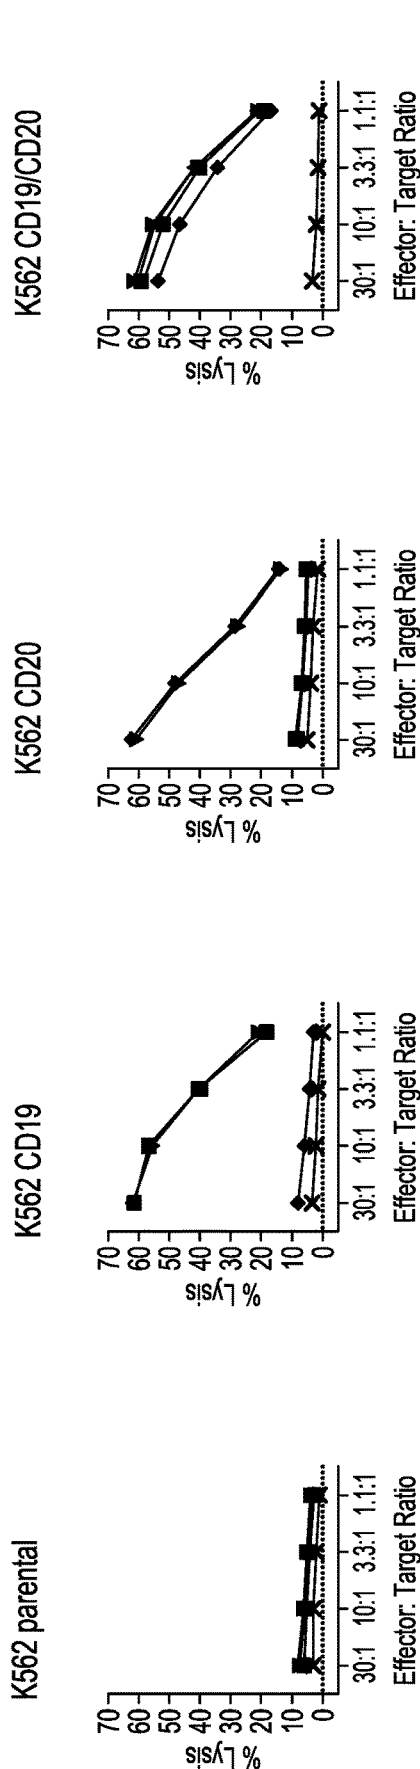 K562 parental
70
60
50
40
30
20
10
0
% Lysis
30:1 10:1 3.3:1 1.1:1
Effector: Target Ratio
K562 CD19
70
60
50
40
30
20
10
0
% Lysis
30:1 10:1 3.3:1 1.1:1
Effector: Target Ratio
K562 CD20
70
60
50
40
30
20
10
0
% Lysis
30:1 10:1 3.3:1 1.1:1
Effector: Target Ratio
K562 CD19/CD20
70
60
50
40
30
20
10
0
% Lysis
30:1 10:1 3.3:1 1.1:1
Effector: Target Ratio